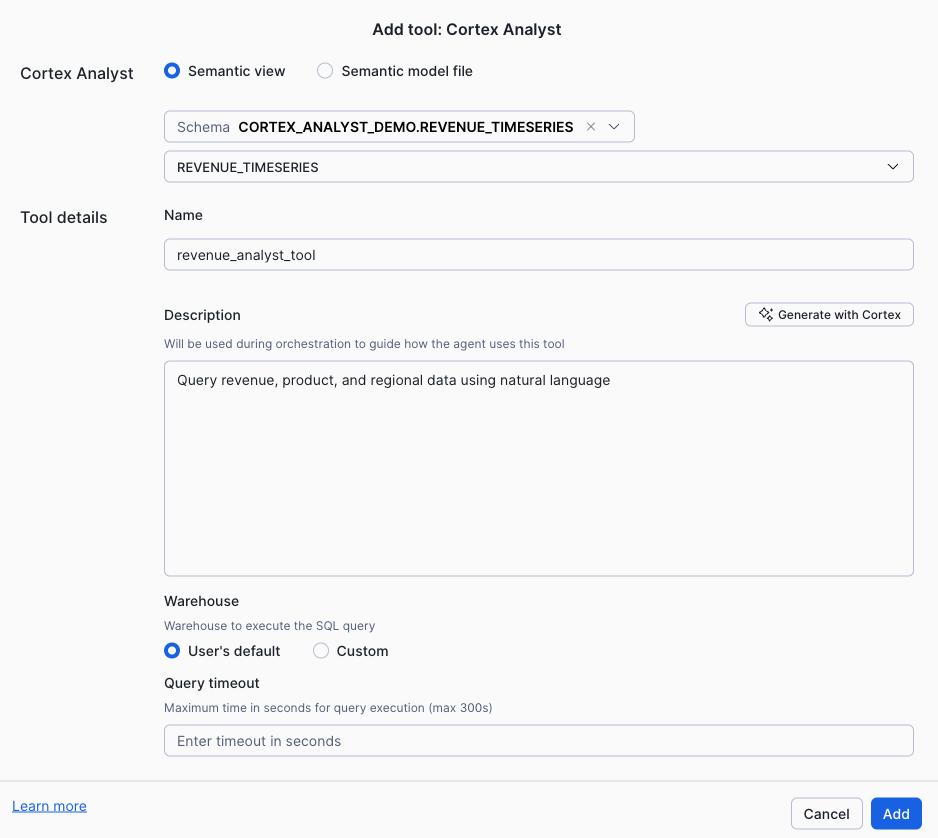 Add tool: Cortex Analyst
Cortex Analyst
Semantic view
Semantic model file
Schema CORTEX_ANALYST_DEMO.REVENUE_TIMESERIES
REVENUE_TIMESERIES
Tool details
Name
revenue_analyst_tool
Description
Generate with Cortex
Will be used during orchestration to guide how the agent uses this tool
Query revenue, product, and regional data using natural language
Warehouse
Warehouse to execute the SQL query
User's default
Custom
Query timeout
Maximum time in seconds for query execution (max 300s)
Enter timeout in seconds
Learn more
Cancel
Add